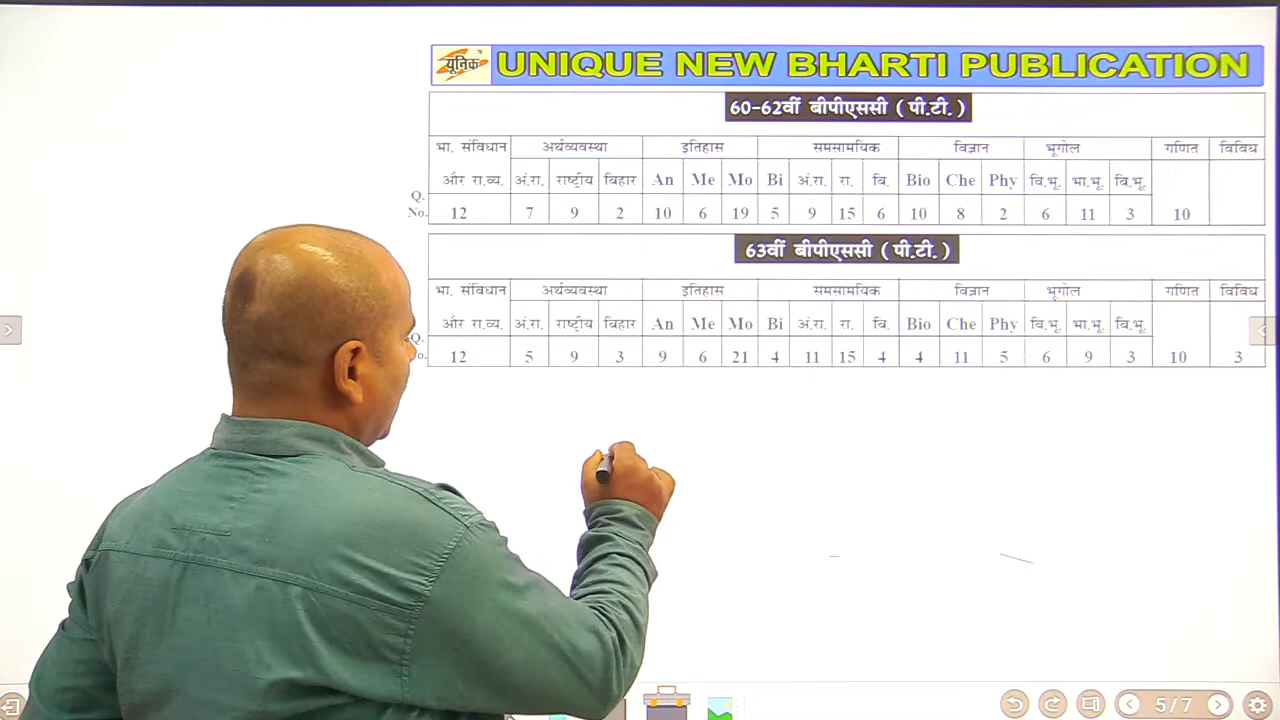 यूनिक UNIQUE NEW BHARTI PUBLICATION
60-62वीं बीपीएससी (पी.टी.)
भा. संविधान अर्थव्यवस्था इतिहास समसामयिक विज्ञान भूगोल गणित विविध
और रा.व्य. अं.रा. राष्ट्रीय बिहार An Me Mo Bi अं.रा. रा. वि. Bio Che Phy वि.भू. भा.भू. वि.भू.
Q. No. 12 7 9 2 10 6 19 5 9 15 6 10 8 2 6 11 3 10
63वीं बीपीएससी (पी.टी.)
भा. संविधान अर्थव्यवस्था इतिहास समसामयिक विज्ञान भूगोल गणित विविध
और रा.व्य. अं.रा. राष्ट्रीय बिहार An Me Mo Bi अं.रा. रा. वि. Bio Che Phy वि.भू. भा.भू. वि.भू.
Q. o. 12 5 9 3 9 6 21 4 11 15 4 4 11 5 6 9 3 10 3
5/7